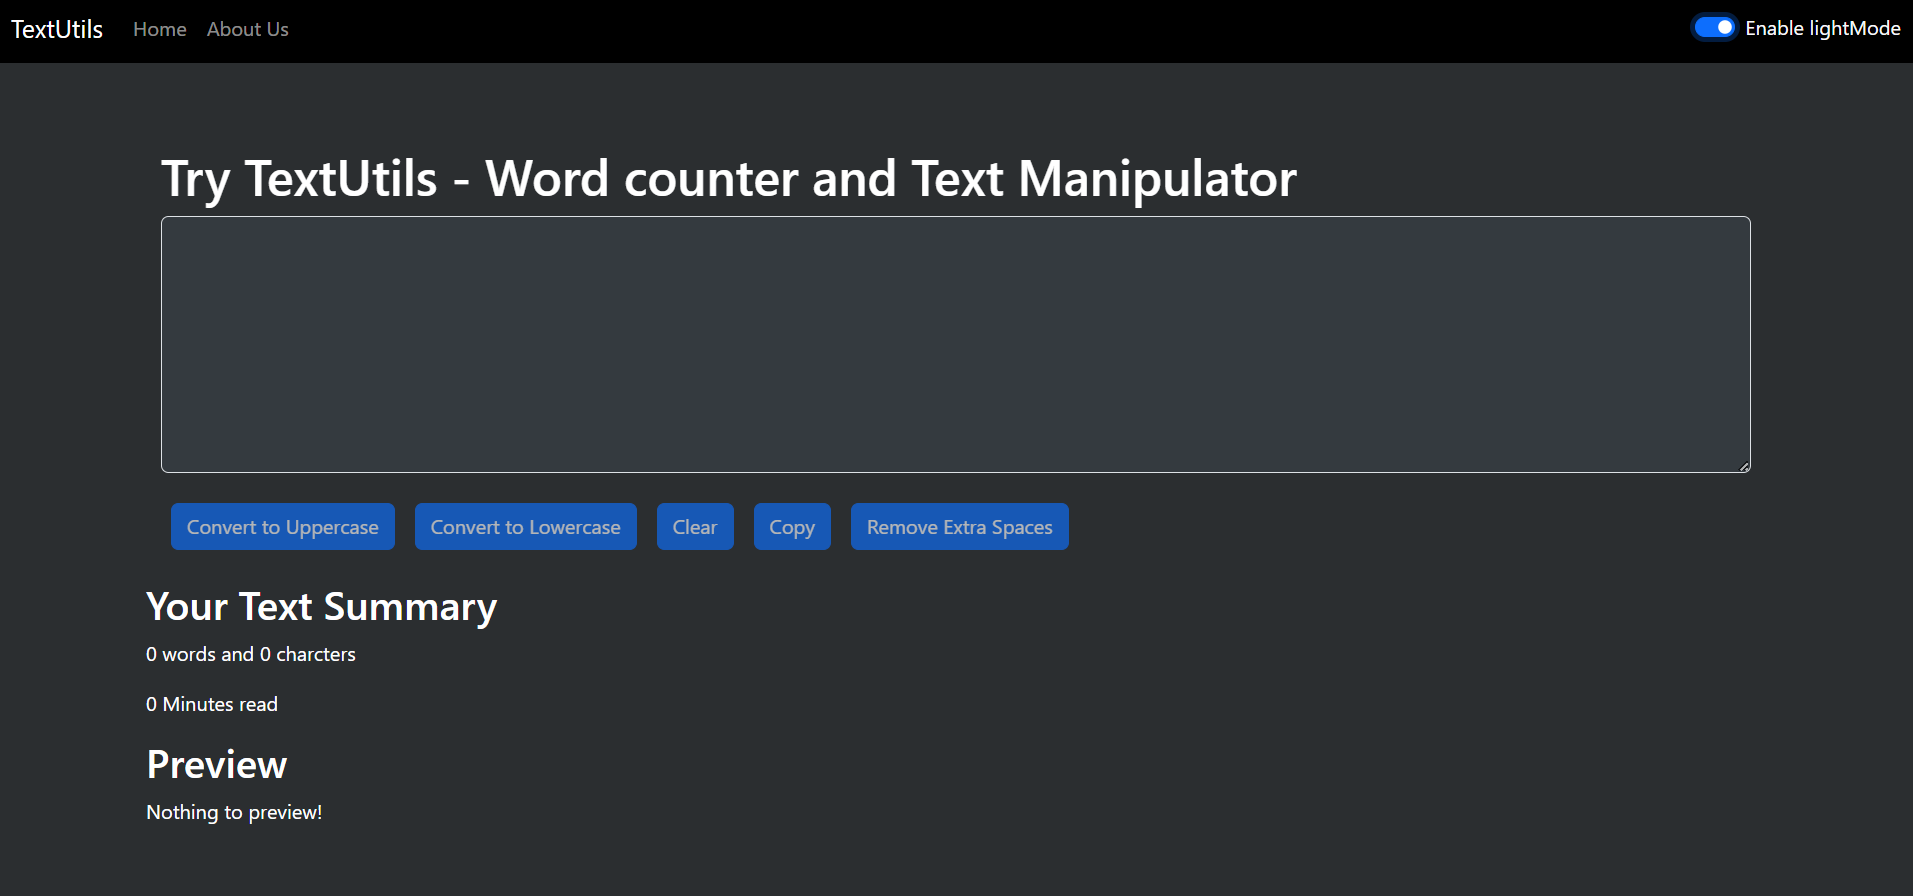 TextUtils Home About Us Enable lightMode
Try TextUtils - Word counter and Text Manipulator
Convert to Uppercase Convert to Lowercase Clear Copy Remove Extra Spaces
Your Text Summary
0 words and 0 charcters
0 Minutes read
Preview
Nothing to preview!